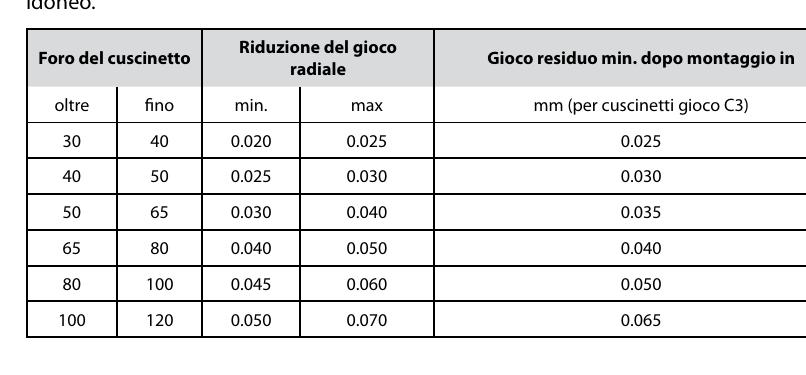 idoneo.
Foro del cuscinetto Riduzione del gioco radiale Gioco residuo min. dopo montaggio in
oltre fino min. max mm (per cuscinetti gioco C3)
30 40 0.020 0.025 0.025
40 50 0.025 0.030 0.030
50 65 0.030 0.040 0.035
65 80 0.040 0.050 0.040
80 100 0.045 0.060 0.050
100 120 0.050 0.070 0.065